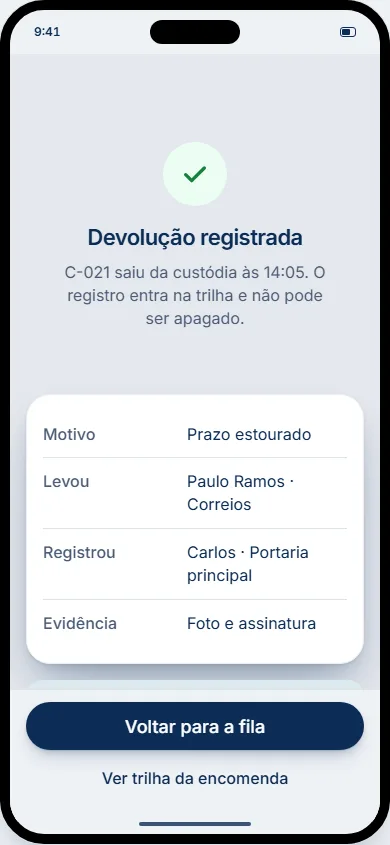 9:41
Devolução registrada
C-021 saiu da custódia às 14:05. O
registro entra na trilha e não pode
ser apagado.
Motivo
Prazo estourado
Levou
Paulo Ramos ·
Correios
Registrou
Carlos · Portaria
principal
Evidência
Foto e assinatura
Voltar para a fila
Ver trilha da encomenda